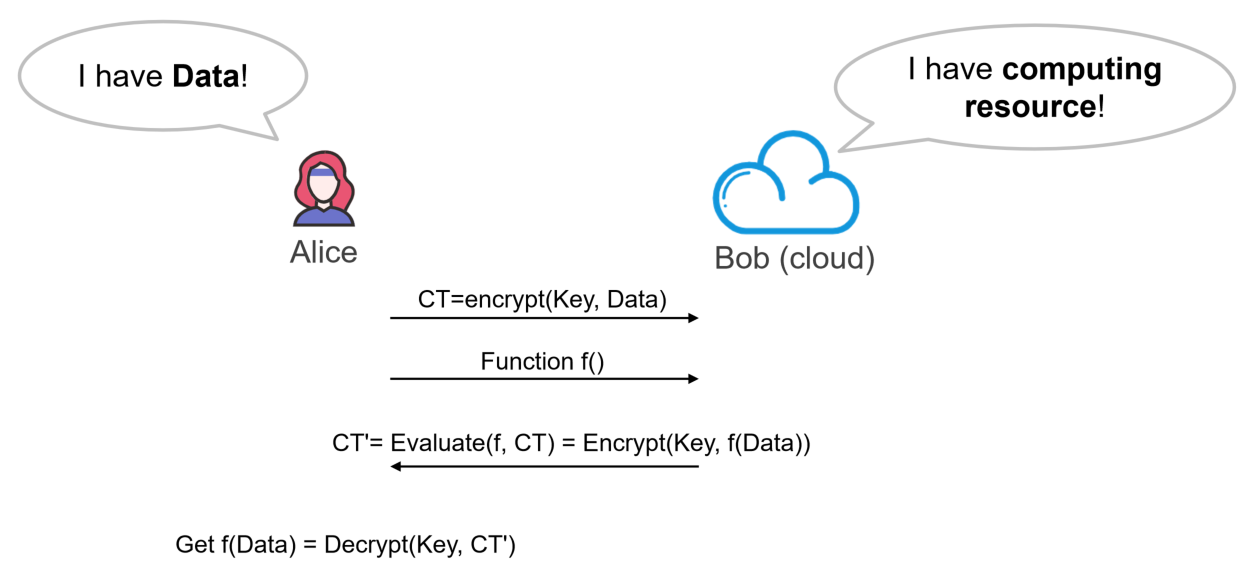 I have Data!
I have computing
resource!
Alice
Bob (cloud)
CT=encrypt(Key, Data)
Function f()
CT'= Evaluate(f, CT) = Encrypt(Key, f(Data))
Get f(Data) = Decrypt(Key, CT')